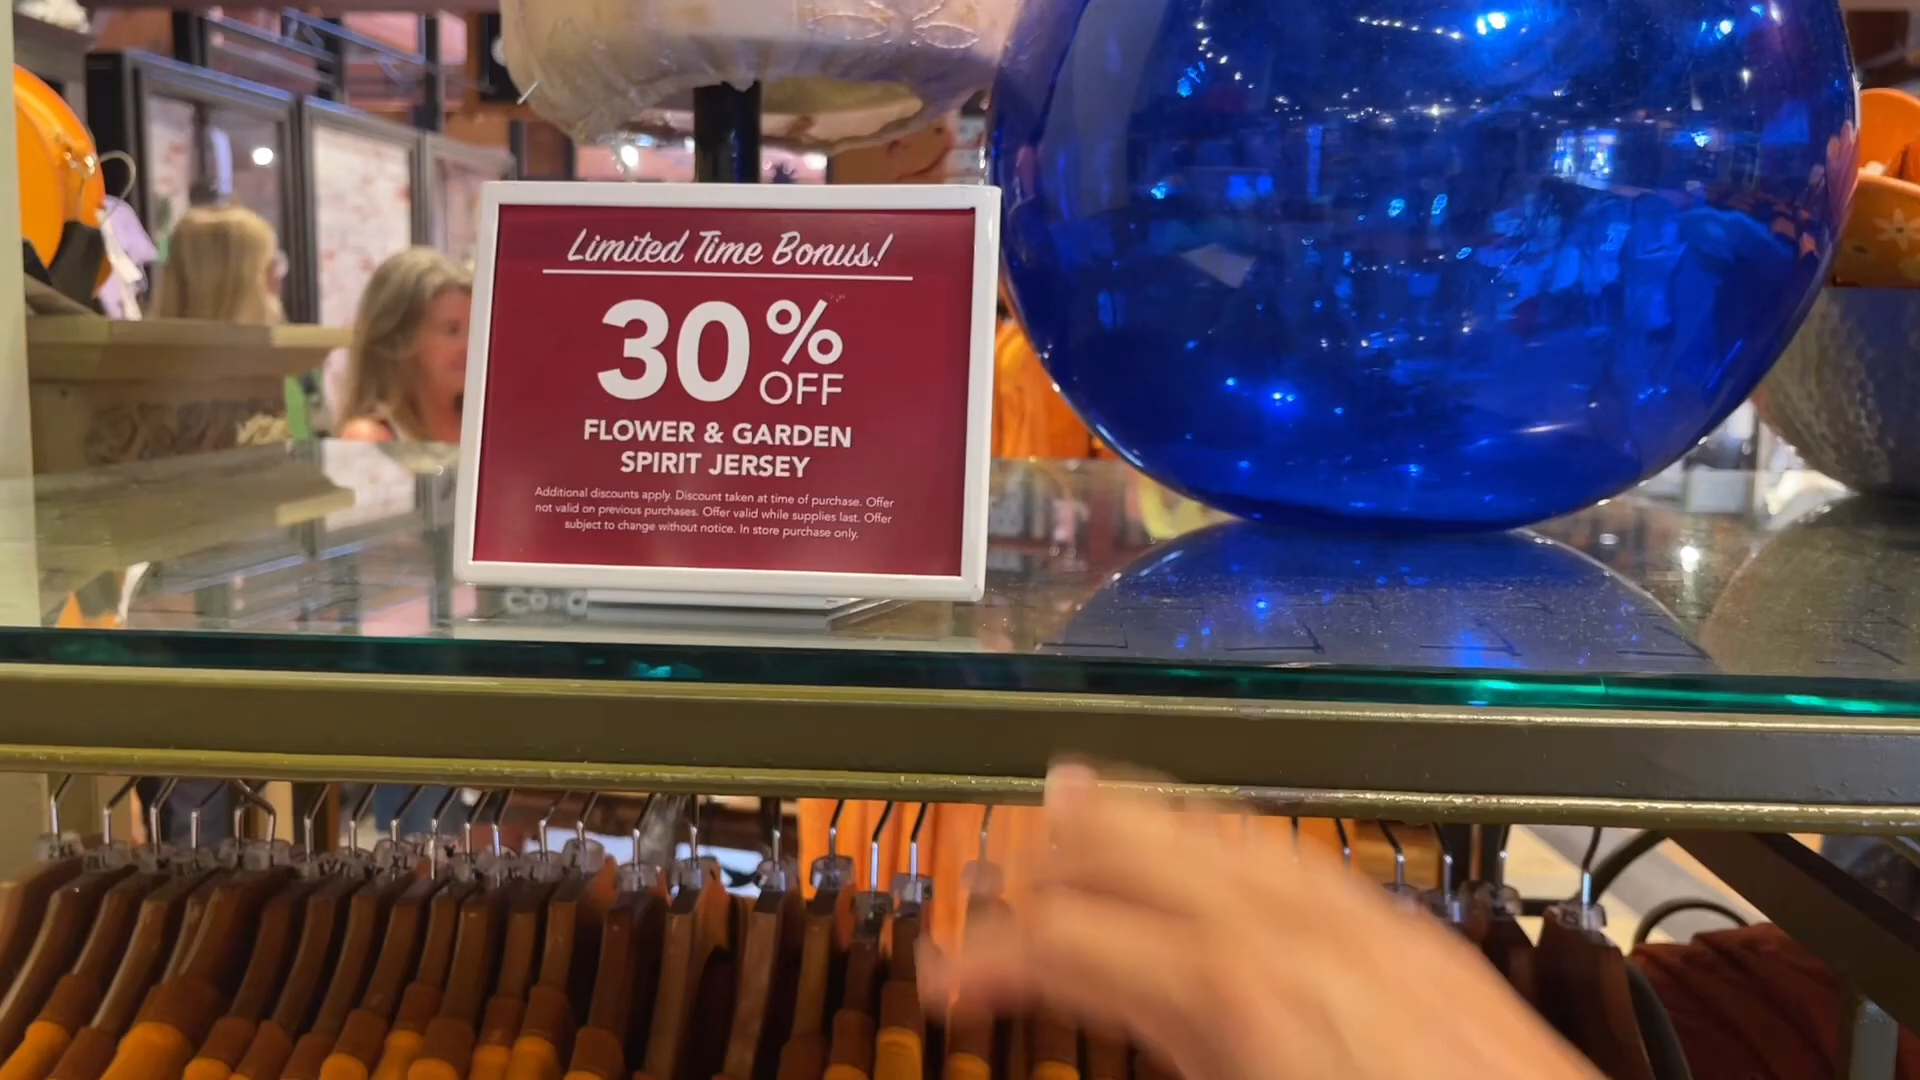 Limited Time Bonus!
30%
OFF
FLOWER & GARDEN
SPIRIT JERSEY
Additional discounts apply. Discount taken at time of purchase. Offer
not valid on previous purchases. Offer valid while supplies last. Offer
subject to change without notice. In store purchase only.
XL